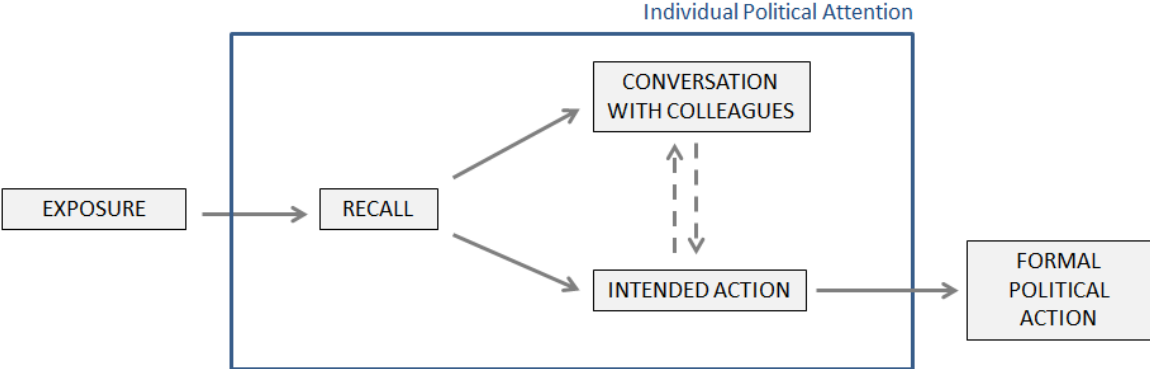 Individual Political Attention
CONVERSATION
WITH COLLEAGUES
EXPOSURE
RECALL
INTENDED ACTION
FORMAL
POLITICAL
ACTION